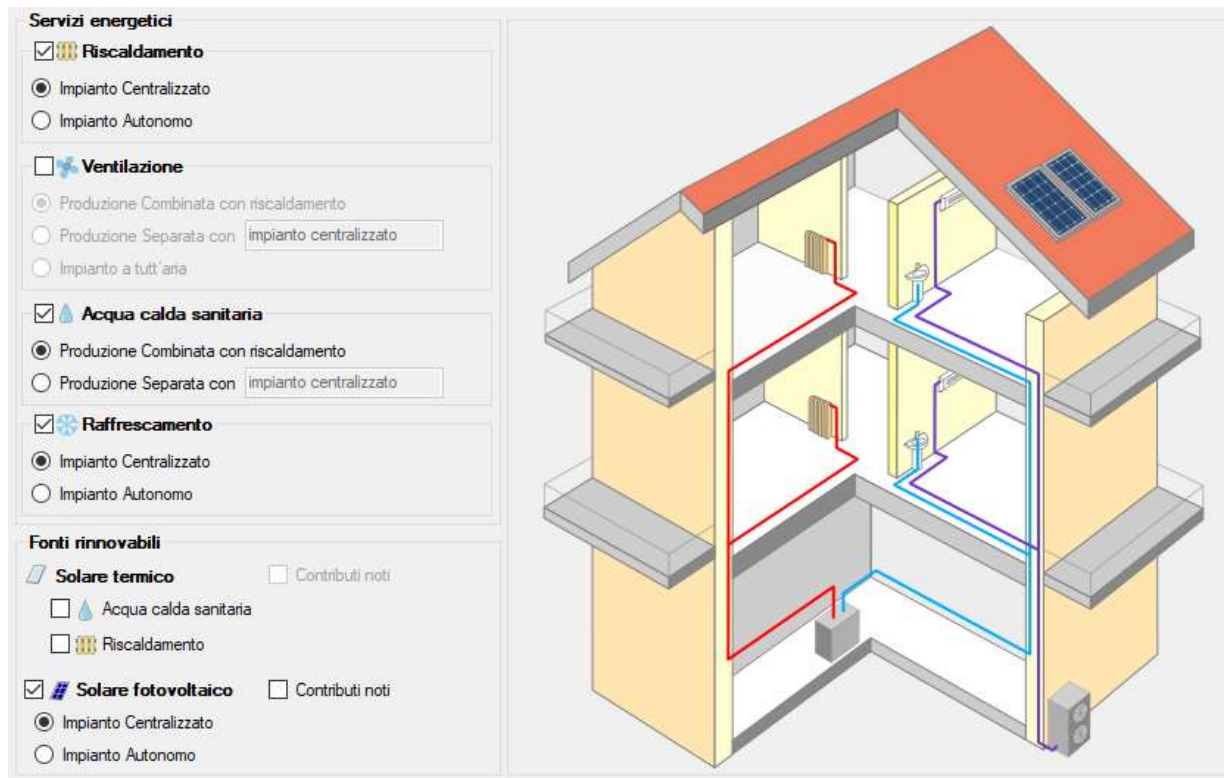 Servizi energetici
Riscaldamento
Impianto Centralizzato
Impianto Autonomo
Ventilazione
Produzione Combinata con riscaldamento
Produzione Separata con impianto centralizzato
Impianto a tutt'aria
Acqua calda sanitaria
Produzione Combinata con riscaldamento
Produzione Separata con impianto centralizzato
Raffrescamento
Impianto Centralizzato
Impianto Autonomo
Fonti rinnovabili
Solare termico Contributi noti
Acqua calda sanitaria
Riscaldamento
Solare fotovoltaico Contributi noti
Impianto Centralizzato
Impianto Autonomo